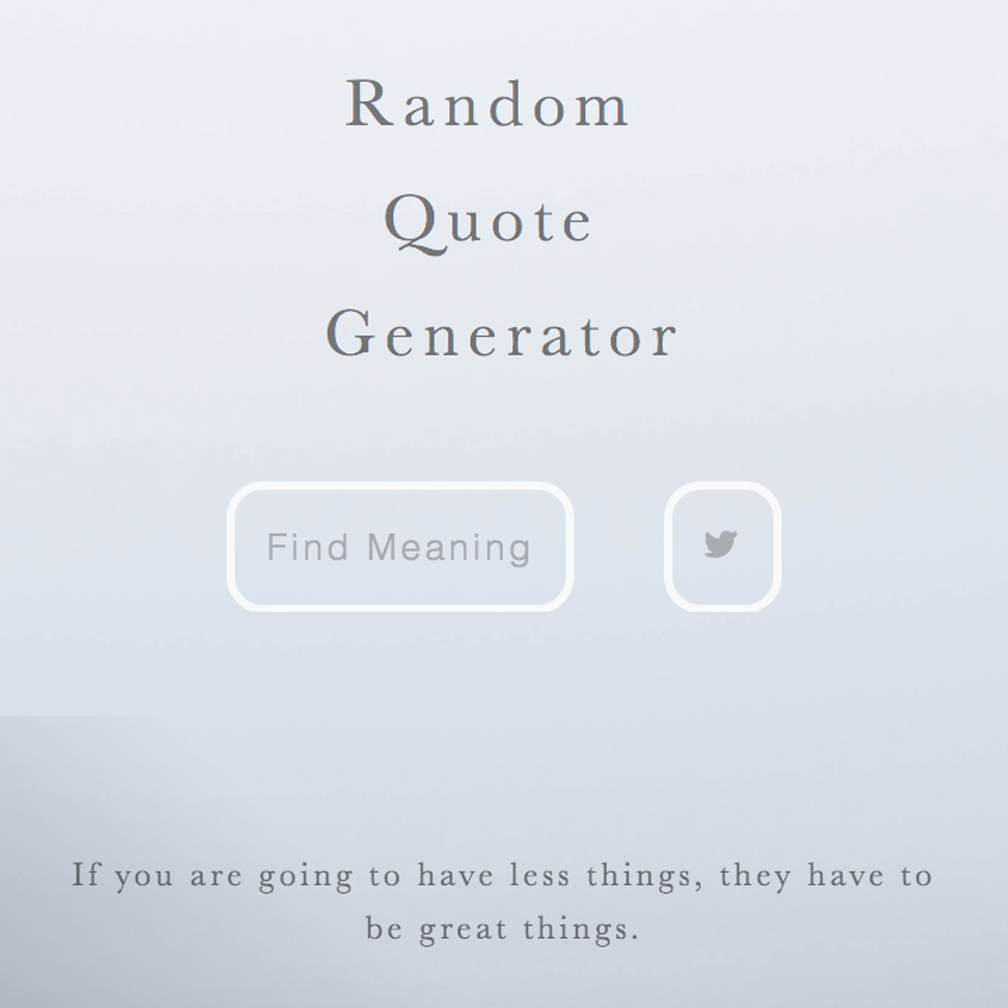 Random
Quote
Generator
Find Meaning
If you are going to have less things, they have to
be great things.